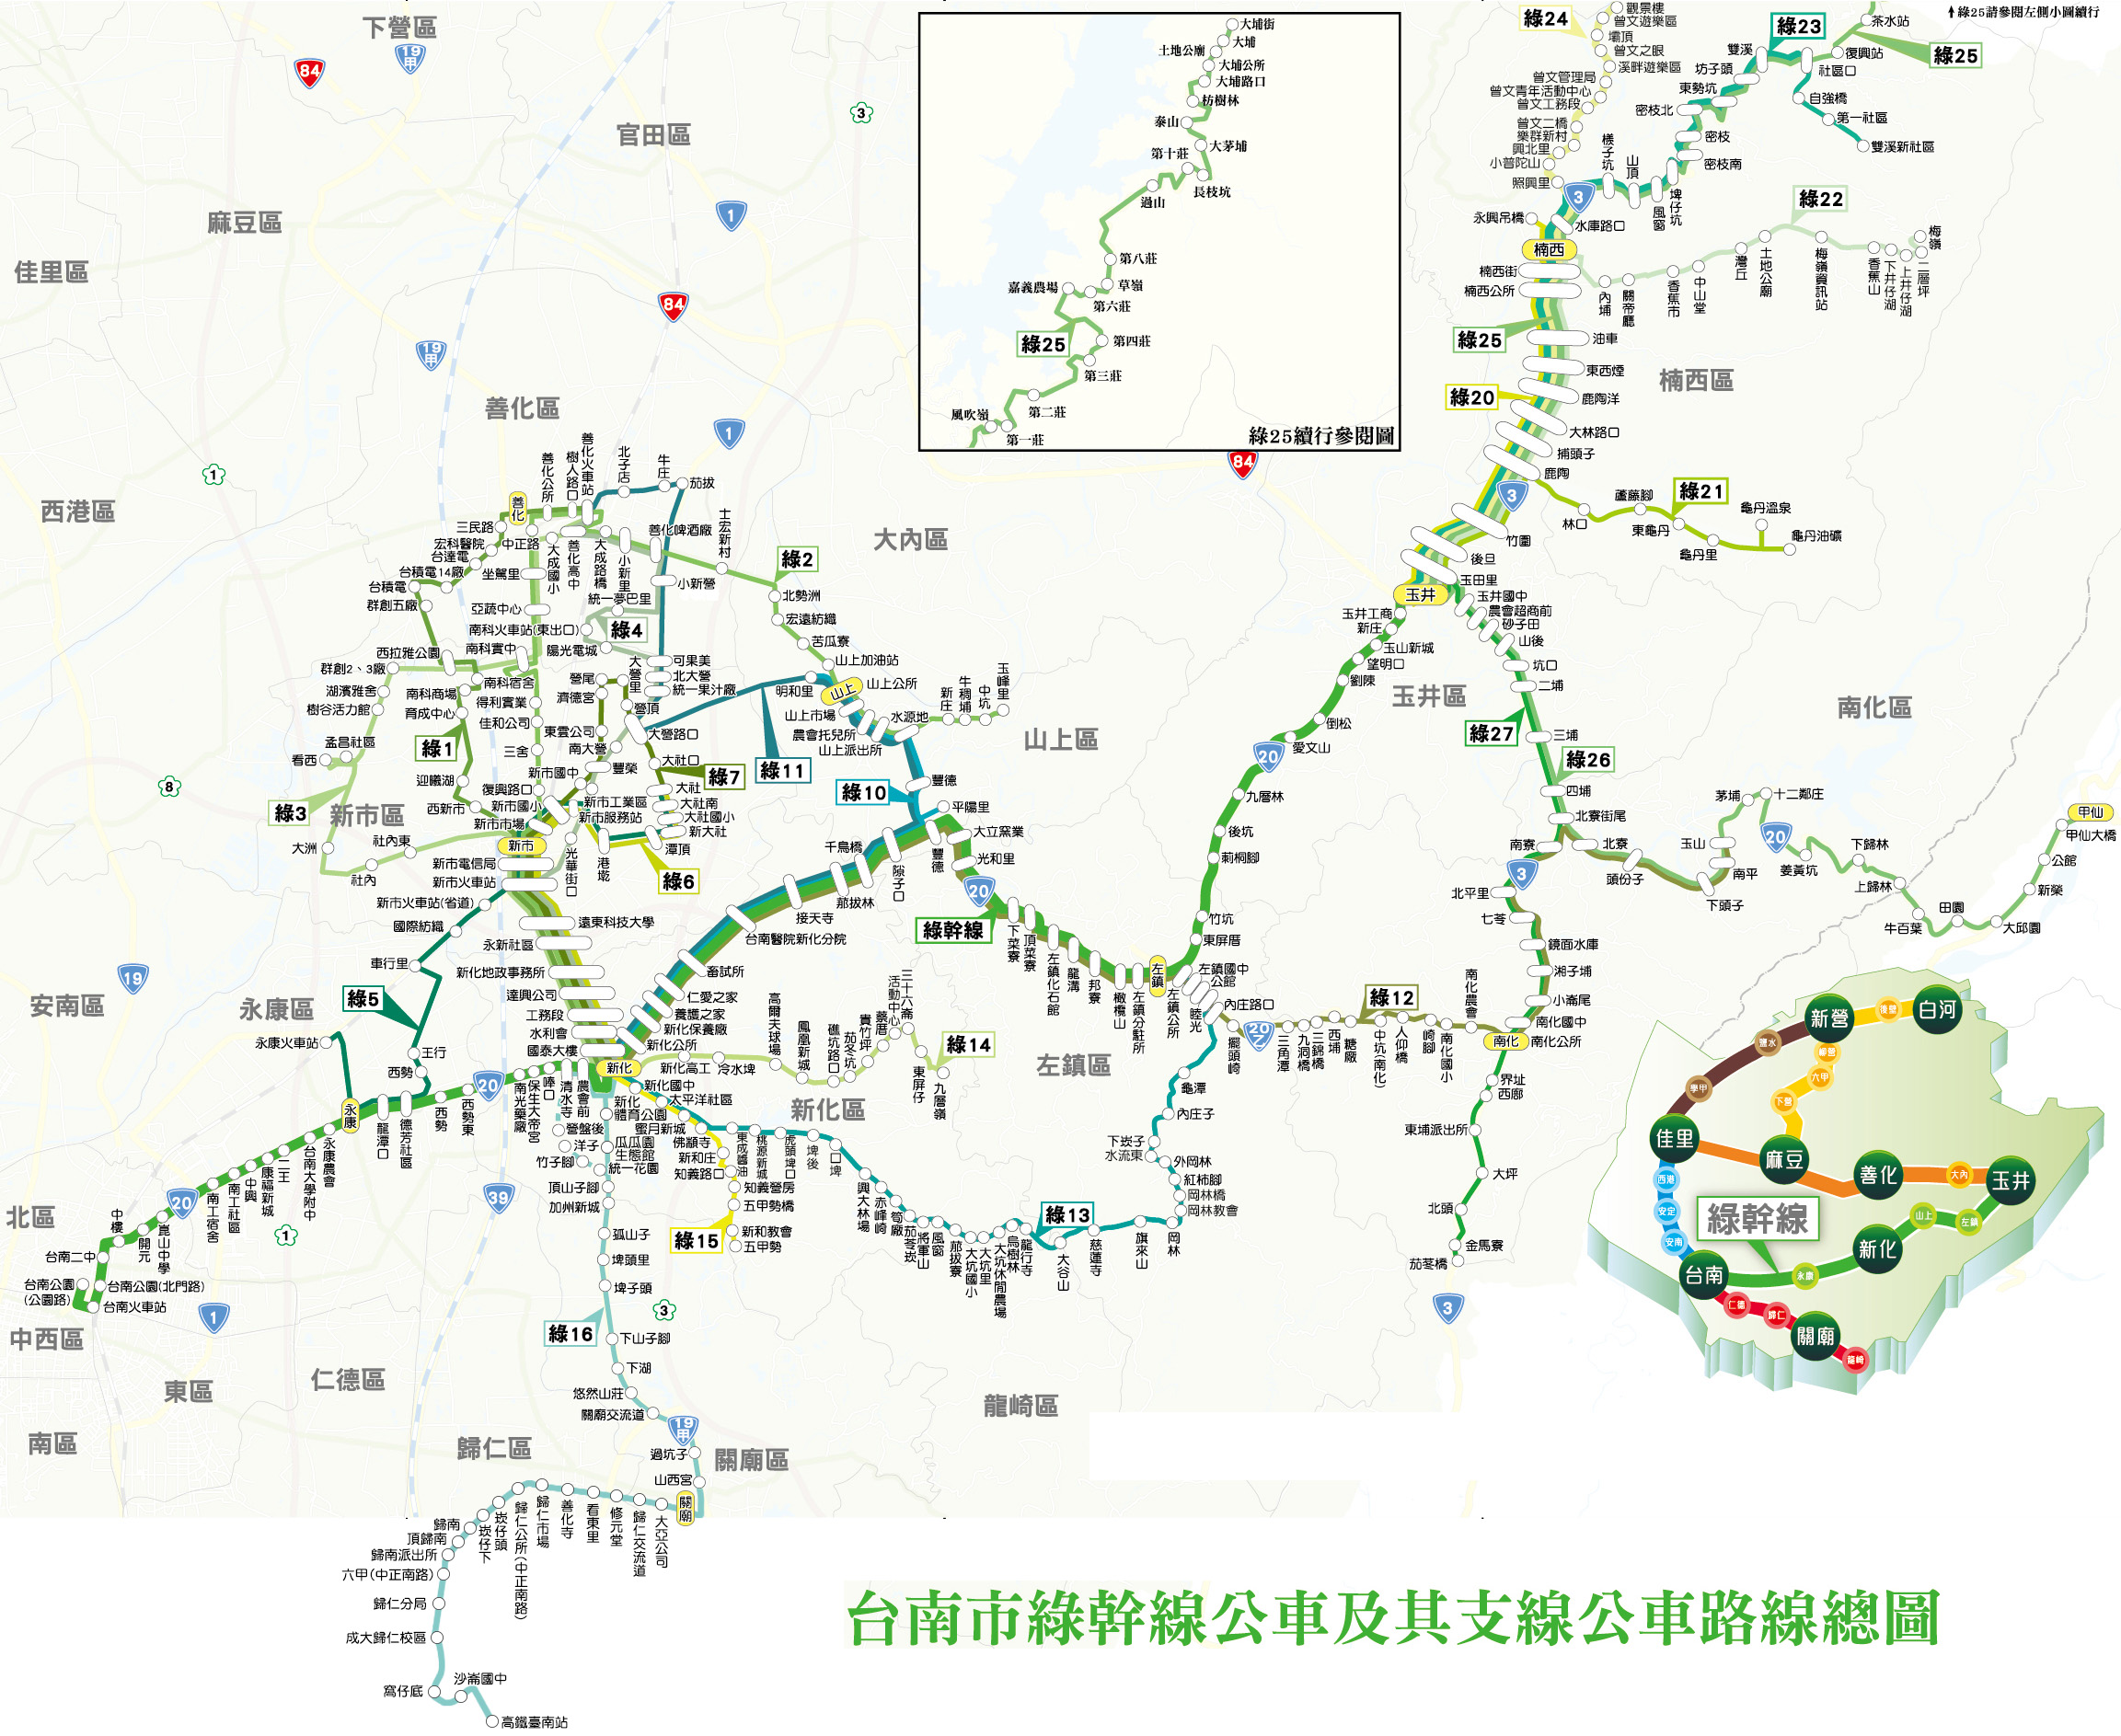 台南市綠幹線公車及其支線公車路線總圖
下營區
官田區
麻豆區
佳里區
善化區
西港區
大內區
安南區
永康區
新市區
山上區
新化區
左鎮區
玉井區
楠西區
南化區
北區
中西區
東區
南區
仁德區
歸仁區
關廟區
龍崎區
↑綠25請參閱左側小圖續行
大埔街
大埔
土地公廟
大埔公所
大埔路口
枋樹林
泰山
大茅埔
第十莊
長枝坑
過山
第八莊
草嶺
嘉義農場
第六莊
綠25
第四莊
第三莊
第二莊
風吹嶺
第一莊
綠25續行參閱圖
綠24
觀景樓
曾文遊樂區
壩頂
曾文之眼
溪畔遊樂區
曾文管理局
曾文青年活動中心
曾文工務段
曾文二橋
樂群新村
興北里
小普陀山
照興里
永興吊橋
水庫路口
楠西
楠西街
楠西公所
綠23
茶水站
綠25
復興站
雙溪
社區口
坊子頭
東勢坑
密枝北
自強橋
第一社區
雙溪新社區
密枝
密枝南
檨子坑
山頂
風窗
埤仔坑
綠22
內埔
關帝廳
香蕉市
中山堂
灣丘
土地公廟
梅嶺資訊站
香蕉山
下井仔湖
上井仔湖
二層坪
梅嶺
綠25
油車
東西煙
綠20
鹿陶洋
大林路口
捕頭子
鹿陶
綠21
林口
蘆藤腳
東龜丹
龜丹里
龜丹溫泉
龜丹油礦
竹圍
後旦
玉田里
玉井
玉井國中
農會超商前
砂子田
山後
坑口
二埔
三埔
綠27
綠26
四埔
北寮街尾
南寮
北寮
頭份子
下頭子
南平
玉山
茅埔
十二鄰庄
姜黃坑
下歸林
上歸林
牛百葉
田園
大邱園
新榮
公館
甲仙大橋
甲仙
北平里
七苓
鏡面水庫
湘子埔
小崙尾
南化國中
南化
南化公所
界址
西廍
東埔派出所
大坪
北頭
金馬寮
茄苳橋
玉井工商
新庄
玉山新城
望明口
劉陳
倒松
愛文山
九層林
後坑
莿桐腳
竹坑
東屏厝
左鎮國中
公館
睦光
內庄路口
擺頭崎
綠12
三角潭
九洞橋
三錦橋
西埔
糖廠
中坑(南化)
人仰橋
崎腳
南化國小
南化農會
左鎮
左鎮公所
左鎮分駐所
橄欖山
邦寮
龍溝
左鎮化石館
頂菜寮
下菜寮
綠幹線
光和里
大立窯業
平陽里
豐德
豐德
綠10
千鳥橋
隙子口
那拔林
接天寺
台南醫院新化分院
畜試所
仁愛之家
養護之家
新化保養廠
新化公所
新化
善化
善化公所
樹人路口
善化火車站
北子店
牛庄
茄拔
士宏新村
三民路
宏科醫院
台達電
台積電14廠
台積電
群創五廠
中正路
大成國小
善化高中
大成路橋
小新里
善化啤酒廠
坐駕里
小新營
統一夢巴里
亞蔬中心
南科火車站(東出口)
綠4
南科實中
陽光電城
綠2
北勢洲
宏遠紡織
苦瓜寮
山上加油站
山上
山上公所
明和里
山上市場
農會托兒所
山上派出所
水源地
新庄
牛稠埔
中坑
玉峰里
西拉雅公園
群創2、3廠
湖濱雅舍
樹谷活力館
南科商場
育成中心
南科宿舍
得利實業
佳和公司
三舍
綠1
孟昌社區
看西
綠3
迎曦湖
西新市
復興路口
新市國小
新市市場
新市國中
大洲
社內
社內東
營尾
大營里
濟德宮
營頂
東雲公司
南大營
豐榮
可果美
北大營
統一果汁廠
大營路口
大社口
綠7
綠11
大社
大社南
大社國小
新大社
新市工業區
新市服務站
潭頂
綠6
港墘
光華街口
新市
新市電信局
新市火車站
新市火車站(省道)
國際紡織
車行里
綠5
王行
西勢
永康火車站
遠東科技大學
永新社區
新化地政事務所
達興公司
工務段
水利會
國泰大樓
永康
龍潭口
德芳社區
西勢
西勢東
南光藥廠
保生大帝宮
㖔口
清水寺
農會前
永康農會
台南大學附中
二王
康福新城
中興
南工社區
南工宿舍
崑山中學
開元
中樓
台南二中
台南公園
(公園路)
台南公園(北門路)
台南火車站
新化高工
冷水埤
高爾夫球場
鳳凰新城
礁坑路口
茄冬坑
貴竹坪
藔厝
活動中心
三十六崙
東屏仔
九層嶺
綠14
新化國中
太平洋社區
新化
體育公園
蜜月新城
佛顓寺
新和庄
知義路口
知義營房
五甲勢橋
新和教會
五甲勢
綠15
東成醬油
桃源新城
虎頭埤口
埤後
口埤
興大林場
赤峰崎
筍廠
茄苓崁
將軍山
風窗
那拔寮
大坑國小
大坑里
大坑休閒農場
烏樹林
龍行寺
綠13
大谷山
慈蓮寺
旗來山
岡林
岡林教會
岡林橋
紅柿腳
外岡林
水流東
下崁子
內庄子
龜潭
營盤後
洋子
竹子腳
瓜瓜園
生態館
統一花園
頂山子腳
加州新城
狐山子
埤頭里
埤子頭
綠16
下山子腳
下湖
悠然山莊
關廟交流道
過坑子
山西宮
關廟
大亞公司
歸仁交流道
修元堂
看東里
善化寺
歸仁市場
歸仁公所(中正南路)
崁仔頭
崁仔下
歸南
頂歸南
歸南派出所
六甲(中正南路)
歸仁分局
成大歸仁校區
窩仔底
沙崙國中
高鐵臺南站
84
19甲
3
1
84
19甲
1
1
84
3
3
20
20
20
8
19
20
20
20乙
3
39
1
1
3
19甲
3
白河
後壁
新營
鹽水
學甲
柳營
六甲
下營
佳里
麻豆
善化
大內
玉井
西港
安定
安南
綠幹線
山上
左鎮
新化
永康
台南
仁德
歸仁
關廟
龍崎